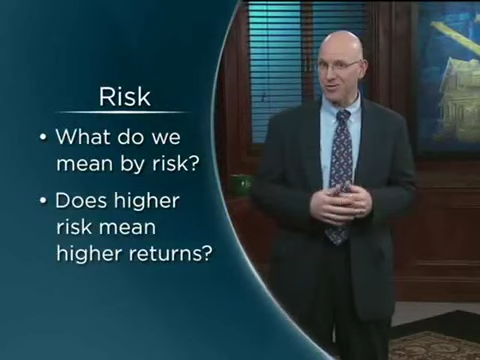 Risk
• What do we
mean by risk?
• Does higher
risk mean
higher returns?